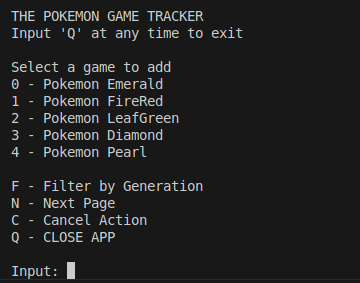 THE POKEMON GAME TRACKER
Input 'Q' at any time to exit
Select a game to add
0 - Pokemon Emerald
1 - Pokemon FireRed
2 - Pokemon LeafGreen
3 - Pokemon Diamond
4 - Pokemon Pearl
F - Filter by Generation
N - Next Page
C - Cancel Action
Q - CLOSE APP
Input: